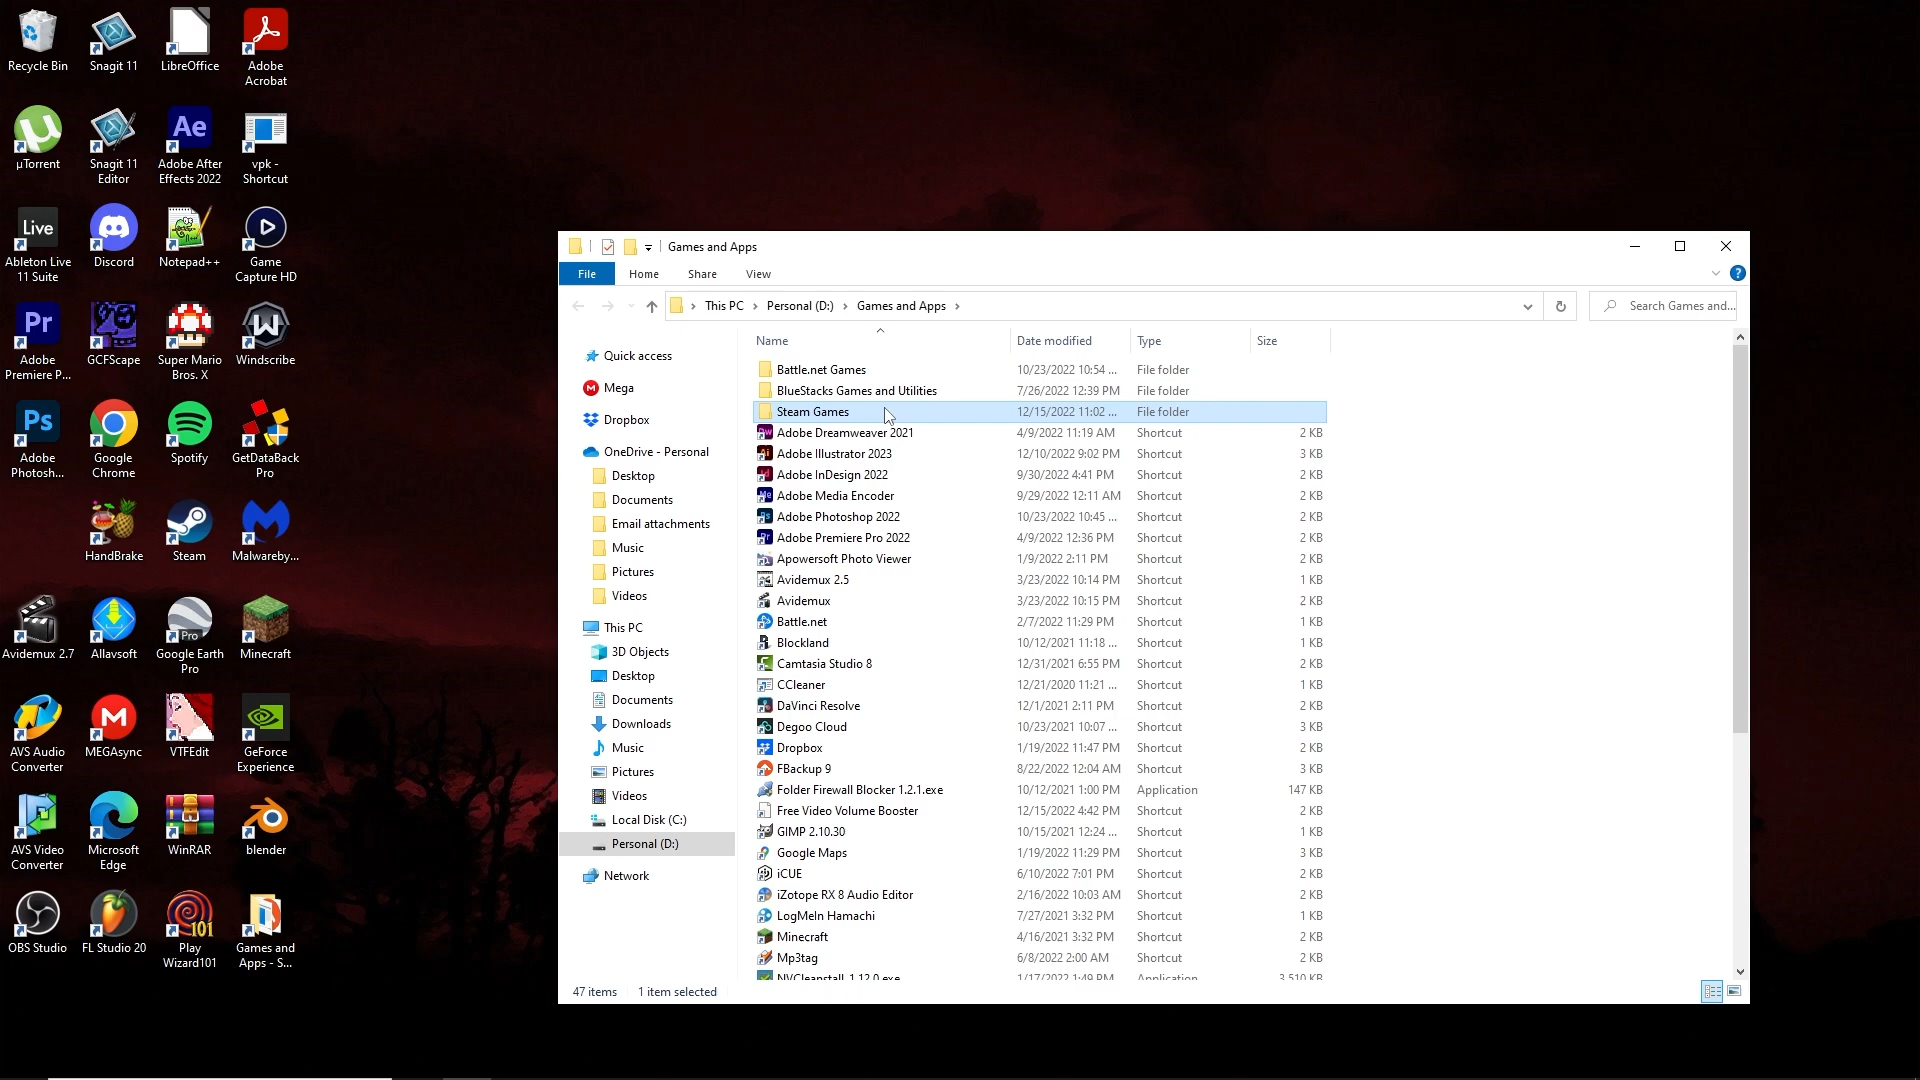 Recycle Bin
Snagit 11
LibreOffice
Adobe
Acrobat
µTorrent
Snagit 11
Editor
Adobe After
Effects 2022
vpk -
Shortcut
Ableton Live
11 Suite
Discord
Notepad++
Game
Capture HD
Adobe
Premiere P...
GCFScape
Super Mario
Bros. X
Windscribe
Adobe
Photosh...
Google
Chrome
Spotify
GetDataBack
Pro
HandBrake
Steam
Malwareby...
Avidemux 2.7
Allavsoft
Google Earth
Pro
Minecraft
AVS Audio
Converter
MEGAsync
VTFEdit
GeForce
Experience
AVS Video
Converter
Microsoft
Edge
WinRAR
blender
OBS Studio
FL Studio 20
Play
Wizard101
Games and
Apps - S...
Live
Ae
Pr
Ps
Pro
101
Games and Apps
File Home Share View
This PC > Personal (D:) > Games and Apps >
Search Games and...
Quick access
Mega
Dropbox
OneDrive - Personal
Desktop
Documents
Email attachments
Music
Pictures
Videos
This PC
3D Objects
Desktop
Documents
Downloads
Music
Pictures
Videos
Local Disk (C:)
Personal (D:)
Network
Name Date modified Type Size
Battle.net Games 10/23/2022 10:54 ... File folder
BlueStacks Games and Utilities 7/26/2022 12:39 PM File folder
Steam Games 12/15/2022 11:02 ... File folder
Adobe Dreamweaver 2021 4/9/2022 11:19 AM Shortcut 2 KB
Adobe Illustrator 2023 12/10/2022 9:02 PM Shortcut 3 KB
Adobe InDesign 2022 9/30/2022 4:41 PM Shortcut 2 KB
Adobe Media Encoder 9/29/2022 12:11 AM Shortcut 2 KB
Adobe Photoshop 2022 10/23/2022 10:45 ... Shortcut 2 KB
Adobe Premiere Pro 2022 4/9/2022 12:36 PM Shortcut 2 KB
Apowersoft Photo Viewer 1/9/2022 2:11 PM Shortcut 2 KB
Avidemux 2.5 3/23/2022 10:14 PM Shortcut 1 KB
Avidemux 3/23/2022 10:15 PM Shortcut 2 KB
Battle.net 2/7/2022 11:29 PM Shortcut 1 KB
Blockland 10/12/2021 11:18 ... Shortcut 1 KB
Camtasia Studio 8 12/31/2021 6:55 PM Shortcut 2 KB
CCleaner 12/21/2020 11:21 ... Shortcut 1 KB
DaVinci Resolve 12/1/2021 2:11 PM Shortcut 2 KB
Degoo Cloud 10/23/2021 10:07 ... Shortcut 3 KB
Dropbox 1/19/2022 11:47 PM Shortcut 2 KB
FBackup 9 8/22/2022 12:04 AM Shortcut 3 KB
Folder Firewall Blocker 1.2.1.exe 10/12/2021 1:00 PM Application 147 KB
Free Video Volume Booster 12/15/2022 4:42 PM Shortcut 2 KB
GIMP 2.10.30 10/15/2021 12:24 ... Shortcut 1 KB
Google Maps 1/19/2022 11:29 PM Shortcut 3 KB
iCUE 6/10/2022 7:01 PM Shortcut 2 KB
iZotope RX 8 Audio Editor 2/16/2022 10:03 AM Shortcut 2 KB
LogMeIn Hamachi 7/27/2021 3:32 PM Shortcut 1 KB
Minecraft 4/16/2021 3:32 PM Shortcut 2 KB
Mp3tag 6/8/2022 2:00 AM Shortcut 2 KB
NVCleanstall_1.12.0.exe 1/17/2022 1:49 PM Application 3,510 KB
47 items 1 item selected